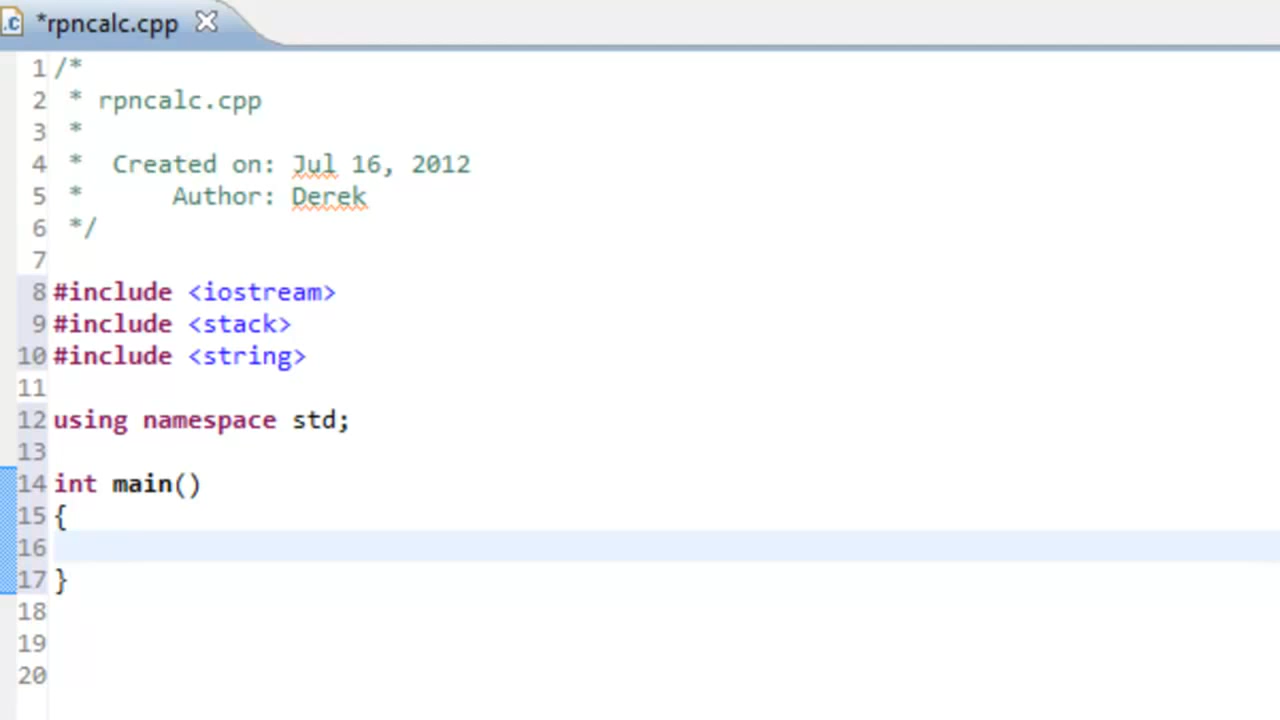 .c *rpncalc.cpp
1 /*
2  * rpncalc.cpp
3  *
4  *  Created on: Jul 16, 2012
5  *      Author: Derek
6  */
7
8 #include <iostream>
9 #include <stack>
10 #include <string>
11
12 using namespace std;
13
14 int main()
15 {
16
17 }
18
19
20